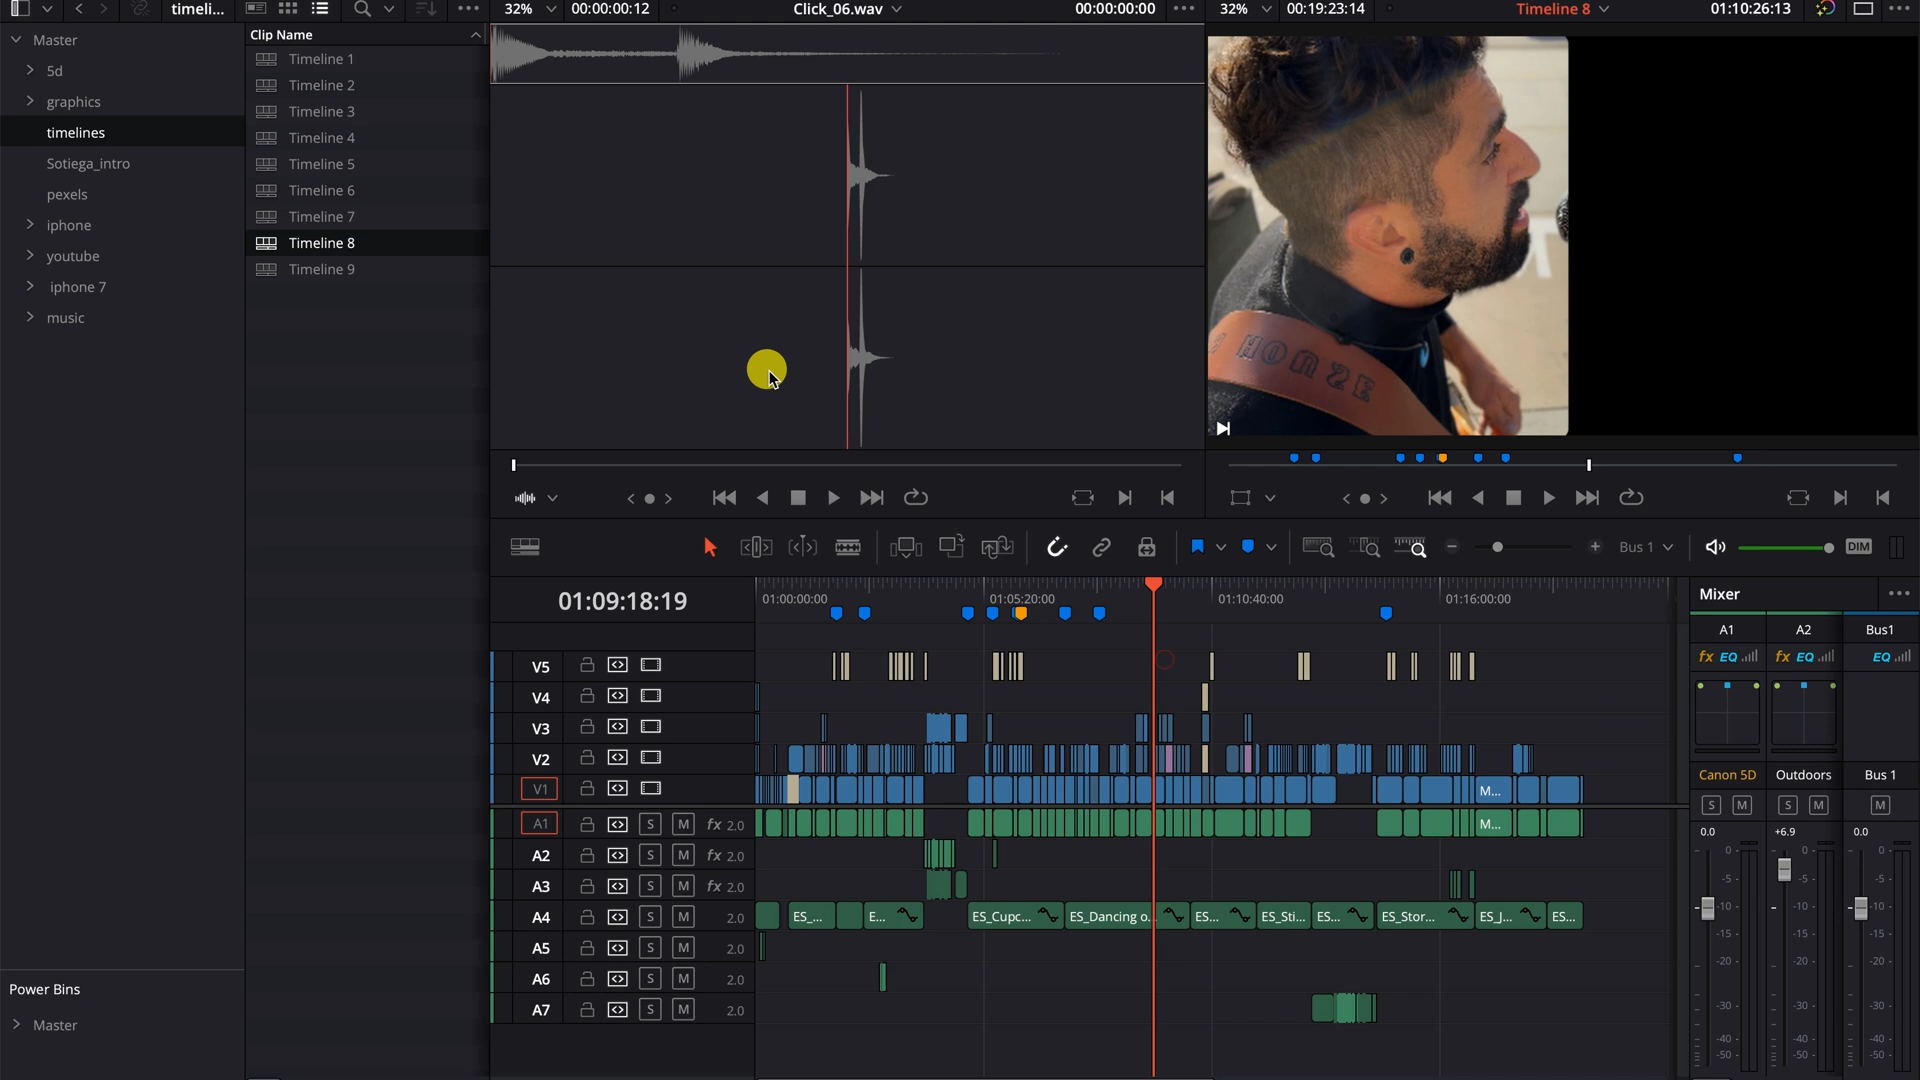 timeli...
32%
00:00:00:12
Click_06.wav
00:00:00:00
32%
00:19:23:14
Timeline 8
01:10:26:13
Master
5d
graphics
timelines
Sotiega_intro
pexels
iphone
youtube
iphone 7
music
Power Bins
Master
Clip Name
Timeline 1
Timeline 2
Timeline 3
Timeline 4
Timeline 5
Timeline 6
Timeline 7
Timeline 8
Timeline 9
HONZE
Bus 1
DIM
01:09:18:19
01:00:00:00
01:05:20:00
01:10:40:00
01:16:00:00
V5
V4
V3
V2
V1
M...
A1 S M fx 2.0
M...
A2 S M fx 2.0
A3 S M fx 2.0
A4 S M 2.0
ES_... E... ES_Cupc... ES_Dancing o... ES... ES_Sti... ES... ES_Stor... ES_J... ES...
A5 S M 2.0
A6 S M 2.0
A7 S M 2.0
Mixer
A1 A2 Bus1
fx EQ fx EQ EQ
Canon 5D Outdoors Bus 1
S M S M M
0.0 +6.9 0.0
0 0 0
-5 -5 -5
-10 -10 -10
-15 -15 -15
-20 -20 -20
-30 -30 -30
-40 -40 -40
-50 -50 -50